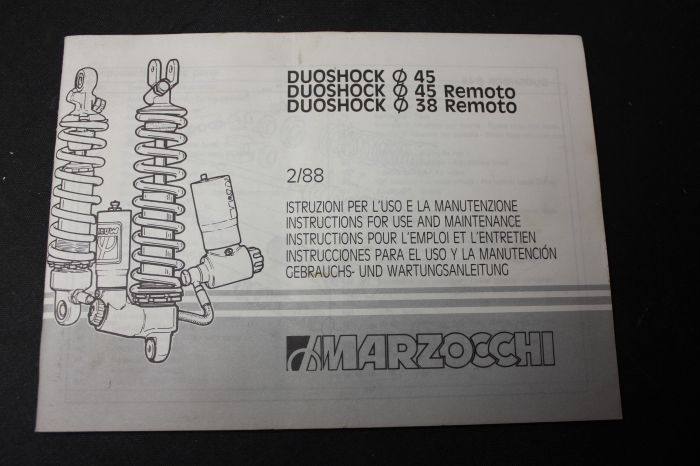 DUOSHOCK Ø 45
DUOSHOCK Ø 45 Remoto
DUOSHOCK Ø 38 Remoto
2/88
ISTRUZIONI PER L'USO E LA MANUTENZIONE
INSTRUCTIONS FOR USE AND MAINTENANCE
INSTRUCTIONS POUR L'EMPLOI ET L'ENTRETIEN
INSTRUCCIONES PARA EL USO Y LA MANUTENCIÓN
GEBRAUCHS- UND WARTUNGSANLEITUNG
MARZOCCHI